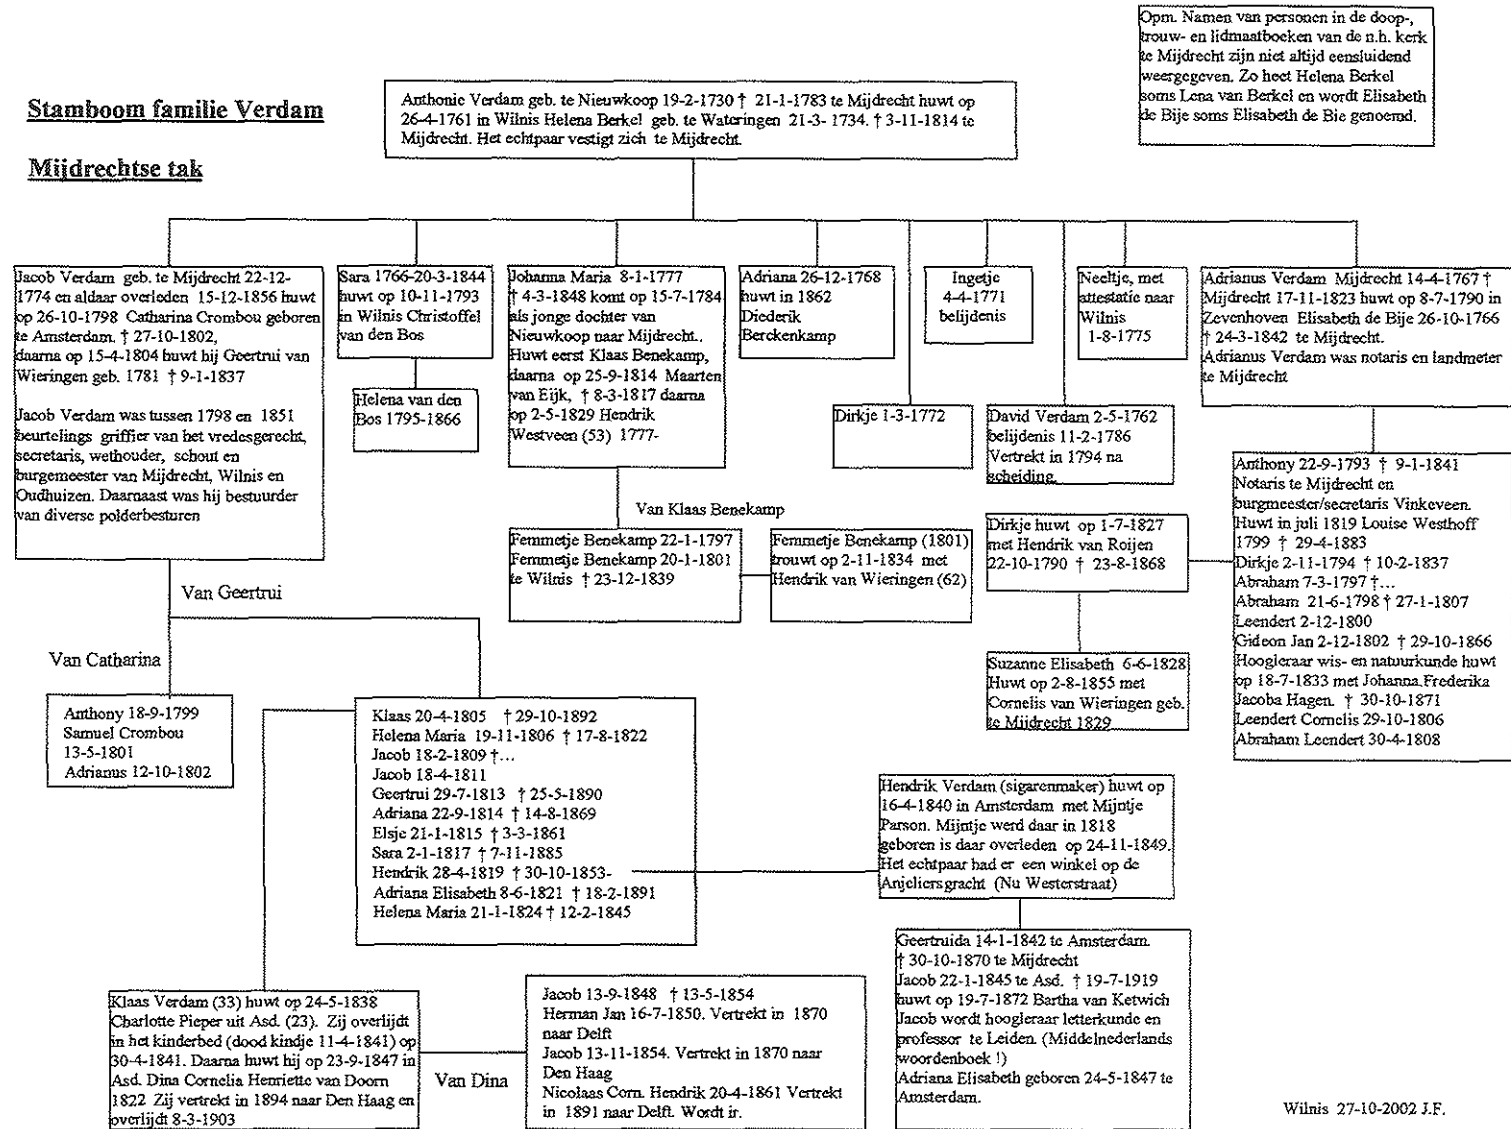 Stamboom familie Verdam
Mijdrechtse tak
Anthonie Verdam geb. te Nieuwkoop 19-2-1730 † 21-1-1783 te Mijdrecht huwt op
26-4-1761 in Wilnis Helena Berkel geb. te Wateringen 21-3- 1734. † 3-11-1814 te
Mijdrecht. Het echtpaar vestigt zich te Mijdrecht.
Opm. Namen van personen in de doop-,
trouw- en lidmaatboeken van de n.h. kerk
te Mijdrecht zijn niet altijd eensluidend
weergegeven. Zo heet Helena Berkel
soms Lena van Berkel en wordt Elisabeth
de Bije soms Elisabeth de Bie genoemd.
Jacob Verdam geb. te Mijdrecht 22-12-
1774 en aldaar overleden 15-12-1856 huwt
op 26-10-1798 Catharina Crombou geboren
te Amsterdam. † 27-10-1802,
daarna op 15-4-1804 huwt hij Geertrui van
Wieringen geb. 1781 † 9-1-1837
Jacob Verdam was tussen 1798 en 1851
beurtelings griffier van het vredesgerecht,
secretaris, wethouder, schout en
burgemeester van Mijdrecht, Wilnis en
Oudhuizen. Daarnaast was hij bestuurder
van diverse polderbesturen
Sara 1766-20-3-1844
huwt op 10-11-1793
in Wilnis Christoffel
van den Bos
Helena van den
Bos 1795-1866
Johanna Maria 8-1-1777
† 4-3-1848 komt op 15-7-1784
als jonge dochter van
Nieuwkoop naar Mijdrecht..
Huwt eerst Klaas Benekamp,
daarna op 25-9-1814 Maarten
van Eijk, † 8-3-1817 daarna
op 2-5-1829 Hendrik
Westveen (53) 1777-
Adriana 26-12-1768
huwt in 1862
Diederik
Berckenkamp
Dirkje 1-3-1772
Ingetje
4-4-1771
belijdenis
David Verdam 2-5-1762
belijdenis 11-2-1786
Vertrekt in 1794 na
scheiding.
Neeltje, met
attestatie naar
Wilnis
1-8-1775
Adrianus Verdam Mijdrecht 14-4-1767 †
Mijdrecht 17-11-1823 huwt op 8-7-1790 in
Zevenhoven Elisabeth de Bije 26-10-1766
† 24-3-1842 te Mijdrecht.
Adrianus Verdam was notaris en landmeter
te Mijdrecht
Van Klaas Benekamp
Femmetje Benekamp 22-1-1797
Femmetje Benekamp 20-1-1801
te Wilnis † 23-12-1839
Femmetje Benekamp (1801)
trouwt op 2-11-1834 met
Hendrik van Wieringen (62)
Dirkje huwt op 1-7-1827
met Hendrik van Roijen
22-10-1790 † 23-8-1868
Suzanne Elisabeth 6-6-1828
Huwt op 2-8-1855 met
Cornelis van Wieringen geb.
te Mijdrecht 1829
Anthony 22-9-1793 † 9-1-1841
Notaris te Mijdrecht en
burgmeester/secretaris Vinkeveen.
Huwt in juli 1819 Louise Westhoff
1799 † 29-4-1883
Dirkje 2-11-1794 † 10-2-1837
Abraham 7-3-1797 †...
Abraham 21-6-1798 † 27-1-1807
Leendert 2-12-1800
Gideon Jan 2-12-1802 † 29-10-1866
Hoogleraar wis- en natuurkunde huwt
op 18-7-1833 met Johanna.Frederika
Jacoba Hagen. † 30-10-1871
Leendert Cornelis 29-10-1806
Abraham Leendert 30-4-1808
Van Geertrui
Van Catharina
Anthony 18-9-1799
Samuel Crombou
13-5-1801
Adrianus 12-10-1802
Klaas 20-4-1805 † 29-10-1892
Helena Maria 19-11-1806 † 17-8-1822
Jacob 18-2-1809 †...
Jacob 18-4-1811
Geertrui 29-7-1813 † 25-5-1890
Adriana 22-9-1814 † 14-8-1869
Elsje 21-1-1815 † 3-3-1861
Sara 2-1-1817 † 7-11-1885
Hendrik 28-4-1819 † 30-10-1853-
Adriana Elisabeth 8-6-1821 † 18-2-1891
Helena Maria 21-1-1824 † 12-2-1845
Hendrik Verdam (sigarenmaker) huwt op
16-4-1840 in Amsterdam met Mijntje
Parson. Mijntje werd daar in 1818
geboren is daar overleden op 24-11-1849.
Het echtpaar had er een winkel op de
Anjeliersgracht (Nu Westerstraat)
Geertruida 14-1-1842 te Amsterdam.
† 30-10-1870 te Mijdrecht
Jacob 22-1-1845 te Asd. † 19-7-1919
huwt op 19-7-1872 Bartha van Ketwich
Jacob wordt hoogleraar letterkunde en
professor te Leiden. (Middelnederlands
woordenboek !)
Adriana Elisabeth geboren 24-5-1847 te
Amsterdam.
Klaas Verdam (33) huwt op 24-5-1838
Charlotte Pieper uit Asd. (23). Zij overlijdt
in het kinderbed (dood kindje 11-4-1841) op
30-4-1841. Daarna huwt hij op 23-9-1847 in
Asd. Dina Cornelia Henriette van Doorn
1822 Zij vertrekt in 1894 naar Den Haag en
overlijdt 8-3-1903
Van Dina
Jacob 13-9-1848 † 13-5-1854
Herman Jan 16-7-1850. Vertrekt in 1870
naar Delft
Jacob 13-11-1854. Vertrekt in 1870 naar
Den Haag
Nicolaas Corn. Hendrik 20-4-1861 Vertrekt
in 1891 naar Delft. Wordt ir.
Wilnis 27-10-2002 J.F.